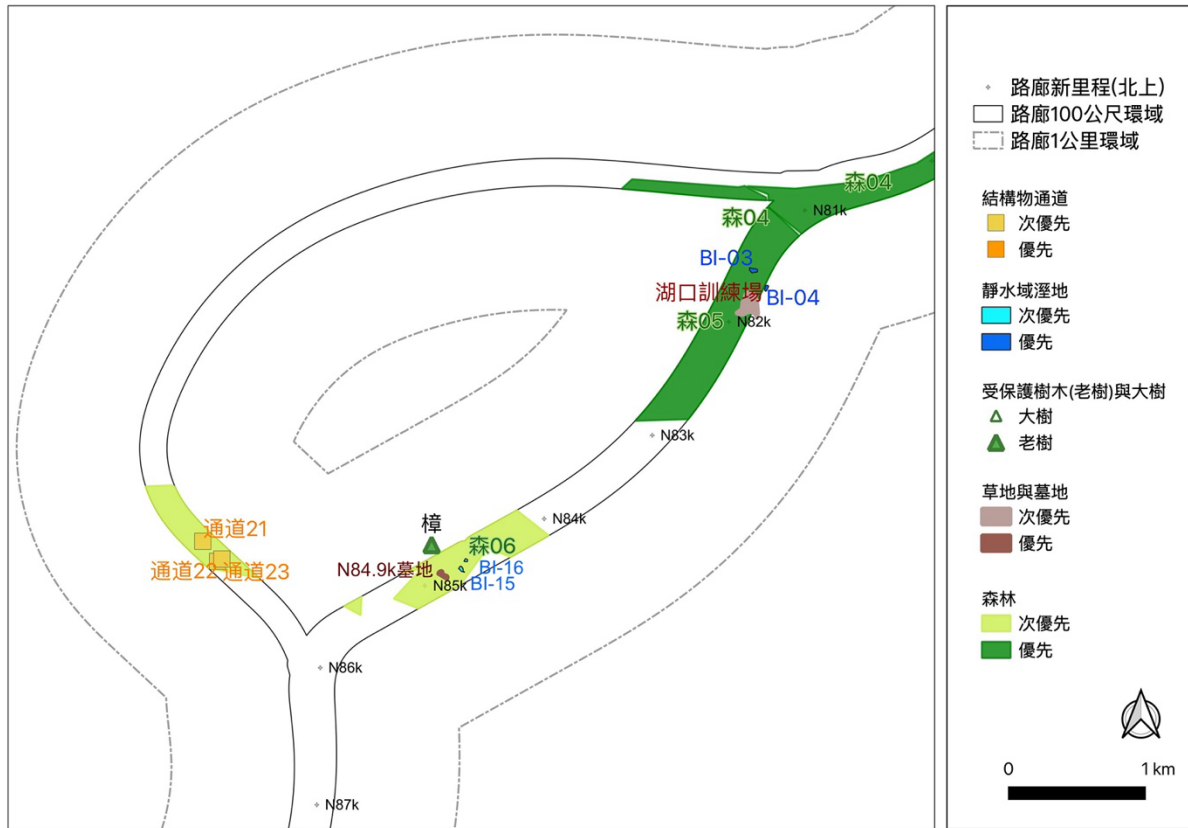 森04
森04
N81k
BI-03
BI-04
湖口訓練場
森05
N82k
N83k
N84k
樟
森06
BI-16
BI-15
N84.9k墓地
N85k
通道21
通道22
通道23
N86k
N87k
路廊新里程(北上)
路廊100公尺環域
路廊1公里環域
結構物通道
次優先
優先
靜水域溼地
次優先
優先
受保護樹木(老樹)與大樹
大樹
老樹
草地與墓地
次優先
優先
森林
次優先
優先
0 1 km